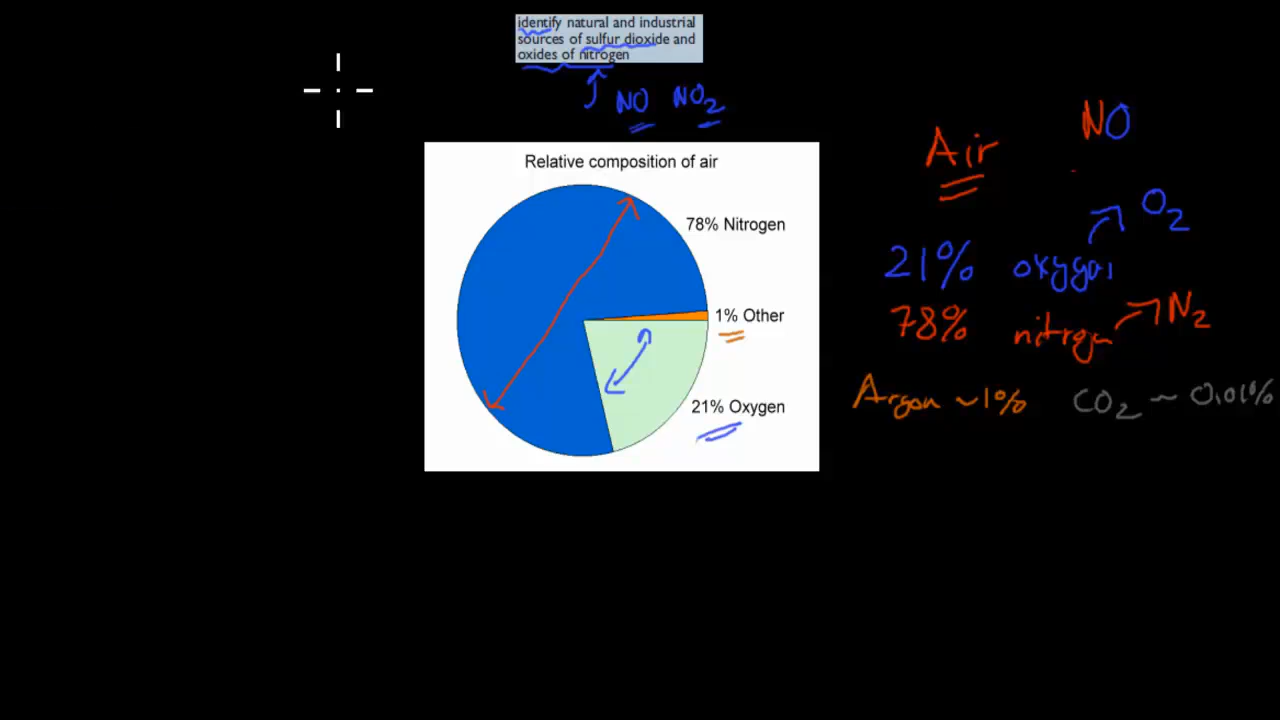 identify natural and industrial
sources of sulfur dioxide and
oxides of nitrogen
NO NO2
Relative composition of air
78% Nitrogen
1% Other
21% Oxygen
Air
NO
O2
21% oxygen
78% nitrogen
N2
Argon ~1%
CO2 ~ 0.01%